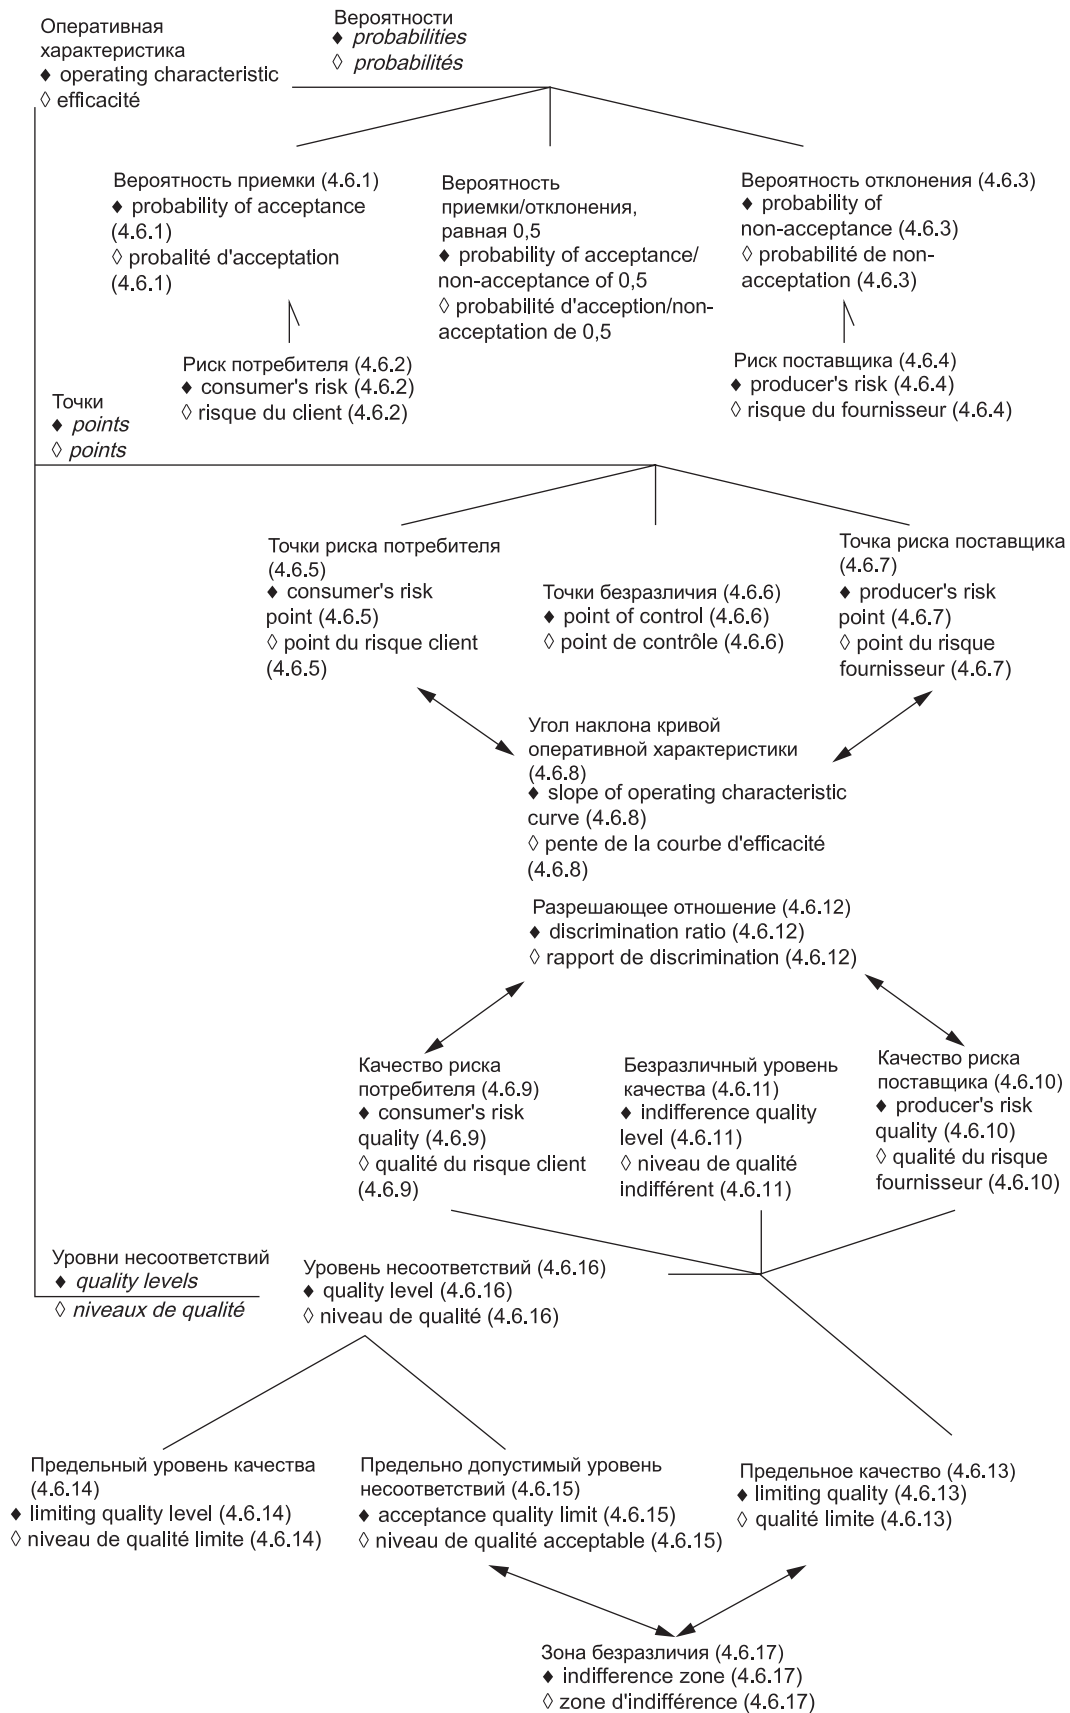 Оперативная
характеристика
♦ operating characteristic
◊ efficacité
Вероятности
♦ probabilities
◊ probabilités
Вероятность приемки (4.6.1)
♦ probability of acceptance
(4.6.1)
◊ probalité d'acceptation
(4.6.1)
Вероятность
приемки/отклонения,
равная 0,5
♦ probability of acceptance/
non-acceptance of 0,5
◊ probabilité d'acception/non-
acceptation de 0,5
Вероятность отклонения (4.6.3)
♦ probability of
non-acceptance (4.6.3)
◊ probabilité de non-
acceptation (4.6.3)
Риск потребителя (4.6.2)
♦ consumer's risk (4.6.2)
◊ risque du client (4.6.2)
Риск поставщика (4.6.4)
♦ producer's risk (4.6.4)
◊ risque du fournisseur (4.6.4)
Точки
♦ points
◊ points
Точки риска потребителя
(4.6.5)
♦ consumer's risk
point (4.6.5)
◊ point du risque client
(4.6.5)
Точки безразличия (4.6.6)
♦ point of control (4.6.6)
◊ point de contrôle (4.6.6)
Точка риска поставщика
(4.6.7)
♦ producer's risk
point (4.6.7)
◊ point du risque
fournisseur (4.6.7)
Угол наклона кривой
оперативной характеристики
(4.6.8)
♦ slope of operating characteristic
curve (4.6.8)
◊ pente de la courbe d'efficacité
(4.6.8)
Разрешающее отношение (4.6.12)
♦ discrimination ratio (4.6.12)
◊ rapport de discrimination (4.6.12)
Качество риска
потребителя (4.6.9)
♦ consumer's risk
quality (4.6.9)
◊ qualité du risque client
(4.6.9)
Безразличный уровень
качества (4.6.11)
♦ indifference quality
level (4.6.11)
◊ niveau de qualité
indifférent (4.6.11)
Качество риска
поставщика (4.6.10)
♦ producer's risk
quality (4.6.10)
◊ qualité du risque
fournisseur (4.6.10)
Уровни несоответствий
♦ quality levels
◊ niveaux de qualité
Уровень несоответствий (4.6.16)
♦ quality level (4.6.16)
◊ niveau de qualité (4.6.16)
Предельный уровень качества
(4.6.14)
♦ limiting quality level (4.6.14)
◊ niveau de qualité limite (4.6.14)
Предельно допустимый уровень
несоответствий (4.6.15)
♦ acceptance quality limit (4.6.15)
◊ niveau de qualité acceptable (4.6.15)
Предельное качество (4.6.13)
♦ limiting quality (4.6.13)
◊ qualité limite (4.6.13)
Зона безразличия (4.6.17)
♦ indifference zone (4.6.17)
◊ zone d'indifférence (4.6.17)